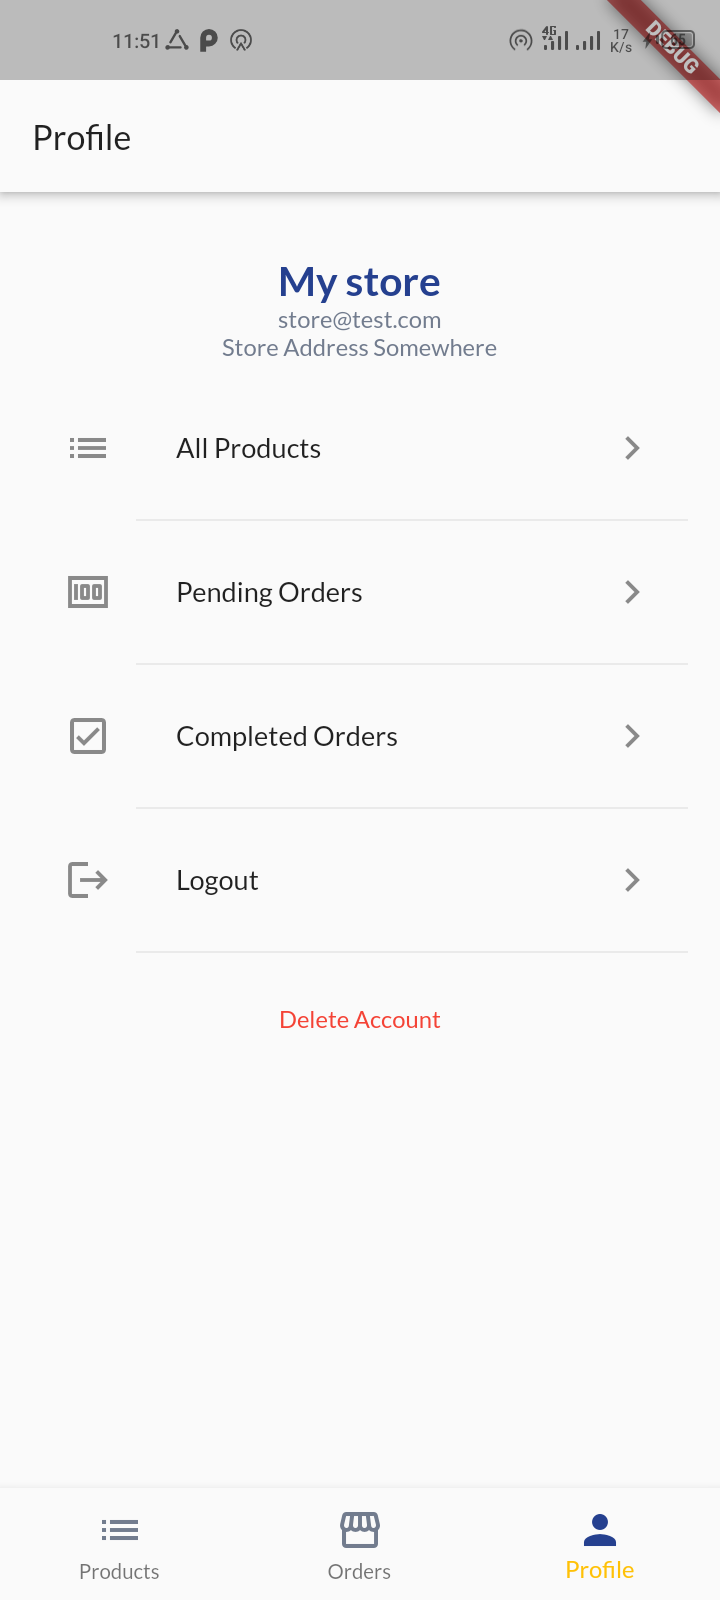 11:51
4G
17
K/s
DEBUG
Profile
My store
store@test.com
Store Address Somewhere
All Products
100
Pending Orders
Completed Orders
Logout
Delete Account
Products
Orders
Profile